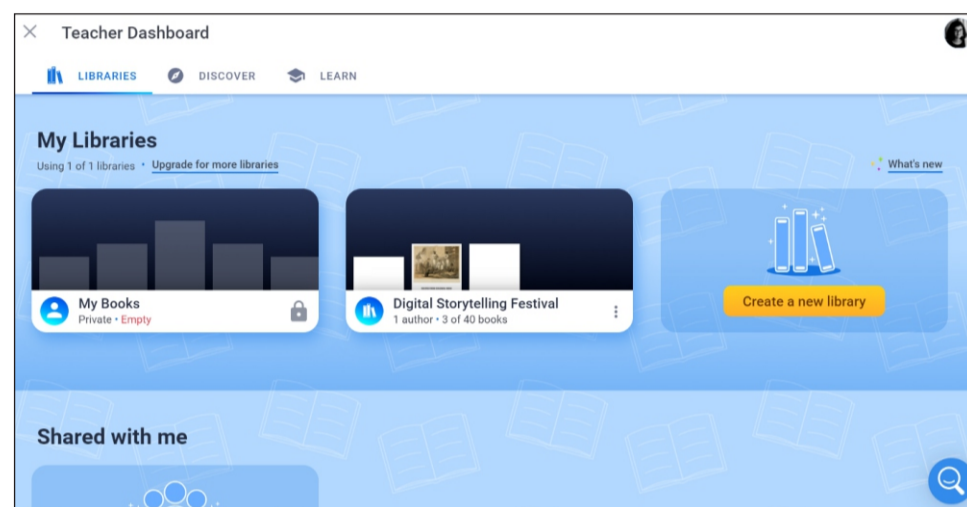 Teacher Dashboard
LIBRARIES DISCOVER LEARN
My Libraries
Using 1 of 1 libraries • Upgrade for more libraries
What's new
My Books
Private • Empty
Digital Storytelling Festival
1 author • 3 of 40 books
Create a new library
Shared with me